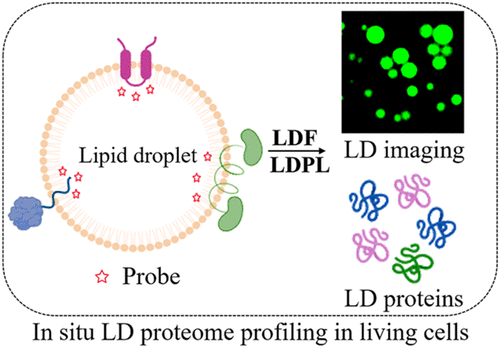 Lipid droplet
Probe
LDF
LDPL
LD imaging
LD proteins
In situ LD proteome profiling in living cells